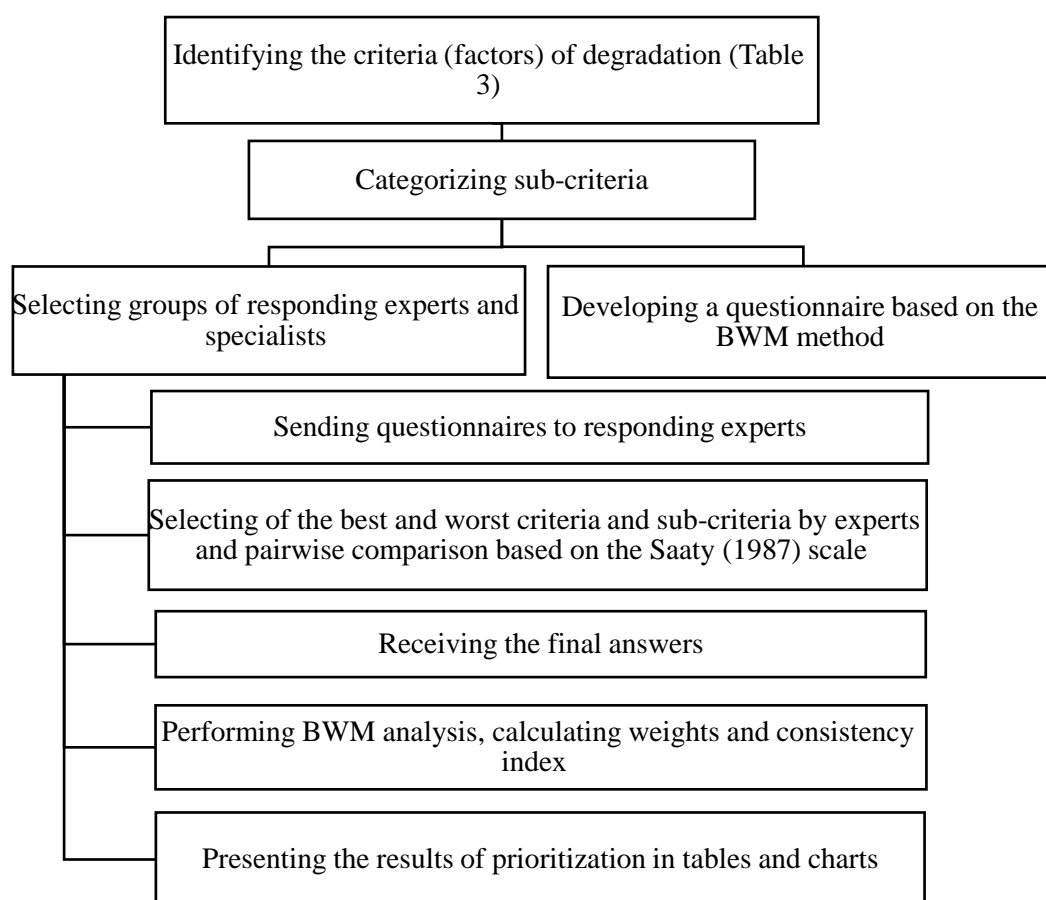 Identifying the criteria (factors) of degradation (Table
3)
Categorizing sub-criteria
Selecting groups of responding experts and
specialists
Developing a questionnaire based on the
BWM method
Sending questionnaires to responding experts
Selecting of the best and worst criteria and sub-criteria by experts
and pairwise comparison based on the Saaty (1987) scale
Receiving the final answers
Performing BWM analysis, calculating weights and consistency
index
Presenting the results of prioritization in tables and charts